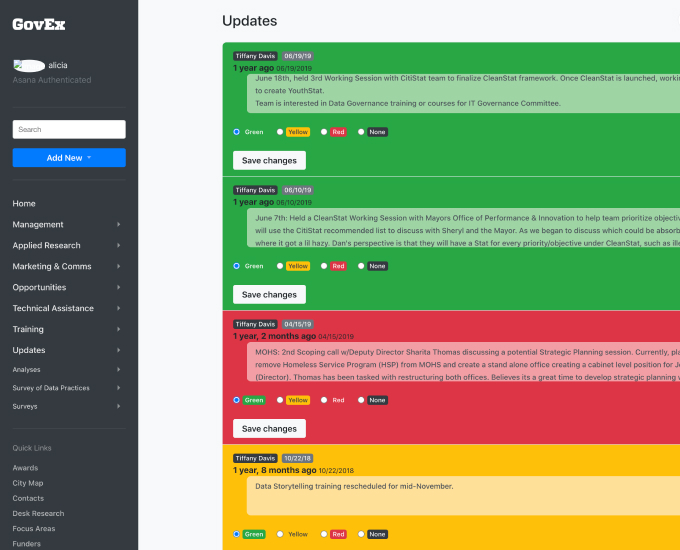 GovEx
alicia
Asana Authenticated
Search
Add New
Home
Management
Applied Research
Marketing & Comms
Opportunities
Technical Assistance
Training
Updates
Analyses
Survey of Data Practices
Surveys
Quick Links
Awards
City Map
Contacts
Desk Research
Focus Areas
Funders
Updates
Tiffany Davis 06/19/19
1 year ago 06/19/2019
June 18th, held 3rd Working Session with CitiStat team to finalize CleanStat framework. Once CleanStat is launched,
to create YouthStat.
Team is interested in Data Governance training or courses for IT Governance Committee.
Green Yellow Red None
Save changes
Tiffany Davis 06/10/19
1 year ago 06/10/2019
June 7th: Held a CleanStat Working Session with Mayors Office of Performance & Innovation to help team prioritize
will use the CitiStat recommended list to discuss with Sheryl and the Mayor. As we began to discuss which could be
where it got a lil hazy. Dan's perspective is that they will have a Stat for every priority/objective under CleanStat, such as
Green Yellow Red None
Save changes
Tiffany Davis 04/15/19
1 year, 2 months ago 04/15/2019
MOHS: 2nd Scoping call w/Deputy Director Sharita Thomas discussing a potential Strategic Planning session. Currently,
remove Homeless Service Program (HSP) from MOHS and create a stand alone office creating a cabinet level position for
(Director). Thomas has been tasked with restructuring both offices. Believes its a great time to develop strategic planning
Green Yellow Red None
Save changes
Tiffany Davis 10/22/18
1 year, 8 months ago 10/22/2018
Data Storytelling training rescheduled for mid-November.
Green Yellow Red None